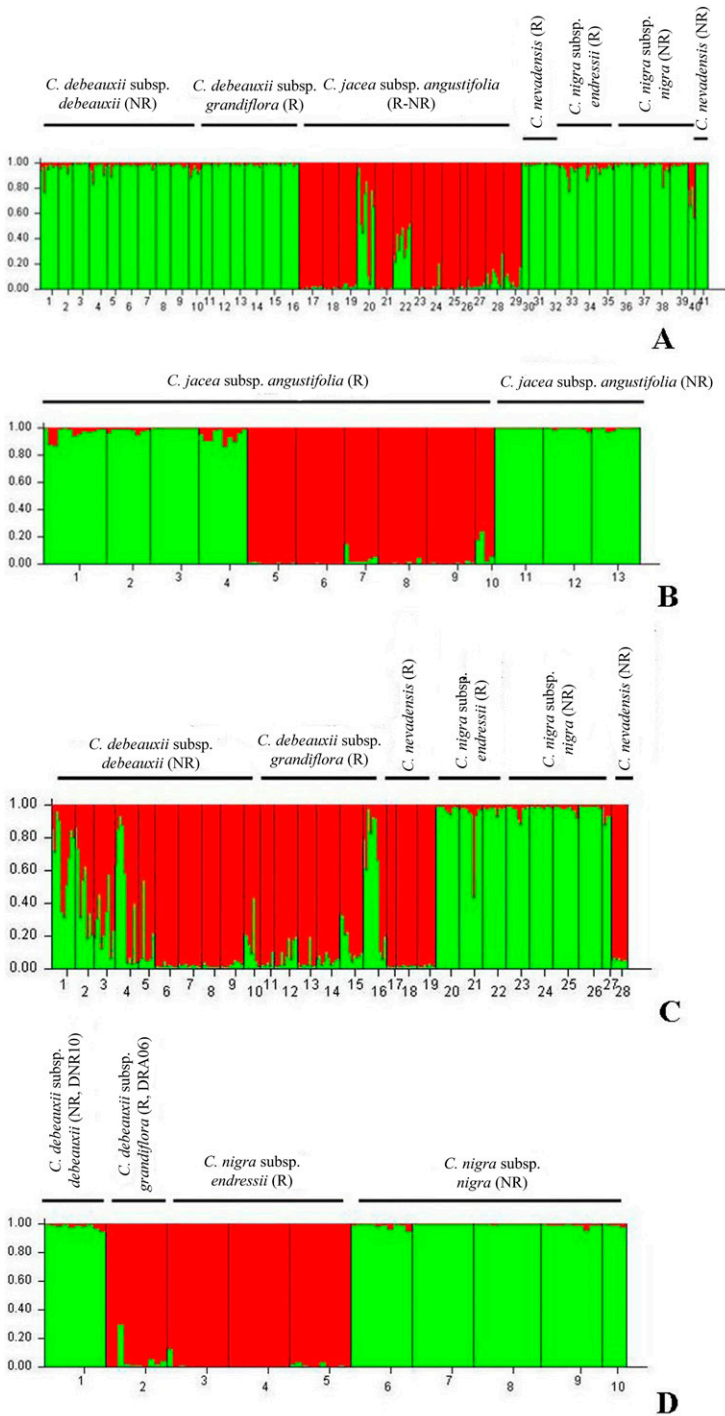 C. debeauxii subsp.
debeauxii (NR)
C. debeauxii subsp.
grandiflora (R)
C. jacea subsp. angustifolia
(R-NR)
C. nevadensis (R)
C. nigra subsp.
endressii (R)
C. nigra subsp.
nigra (NR)
C. nevadensis (NR)
1.00
0.80
0.60
0.40
0.20
0.00
1 2 3 4 5 6 7 8 9 10 11 12 13 14 15 16 17 18 19 20 21 22 23 24 25 26 27 28 29 30 31 32 33 34 35 36 37 38 39 40 41
A
C. jacea subsp. angustifolia (R)
C. jacea subsp. angustifolia (NR)
1.00
0.80
0.60
0.40
0.20
0.00
1 2 3 4 5 6 7 8 9 10 11 12 13
B
C. debeauxii subsp.
debeauxii (NR)
C. debeauxii subsp.
grandiflora (R)
C. nevadensis (R)
C. nigra subsp.
endressii (R)
C. nigra subsp.
nigra (NR)
C. nevadensis (NR)
1.00
0.80
0.60
0.40
0.20
0.00
1 2 3 4 5 6 7 8 9 10 11 12 13 14 15 16 17 18 19 20 21 22 23 24 25 26 27 28
C
C. debeauxii subsp.
debeauxii (NR, DNR10)
C. debeauxii subsp.
grandiflora (R, DRA06)
C. nigra subsp.
endressii (R)
C. nigra subsp.
nigra (NR)
1.00
0.80
0.60
0.40
0.20
0.00
1 2 3 4 5 6 7 8 9 10
D